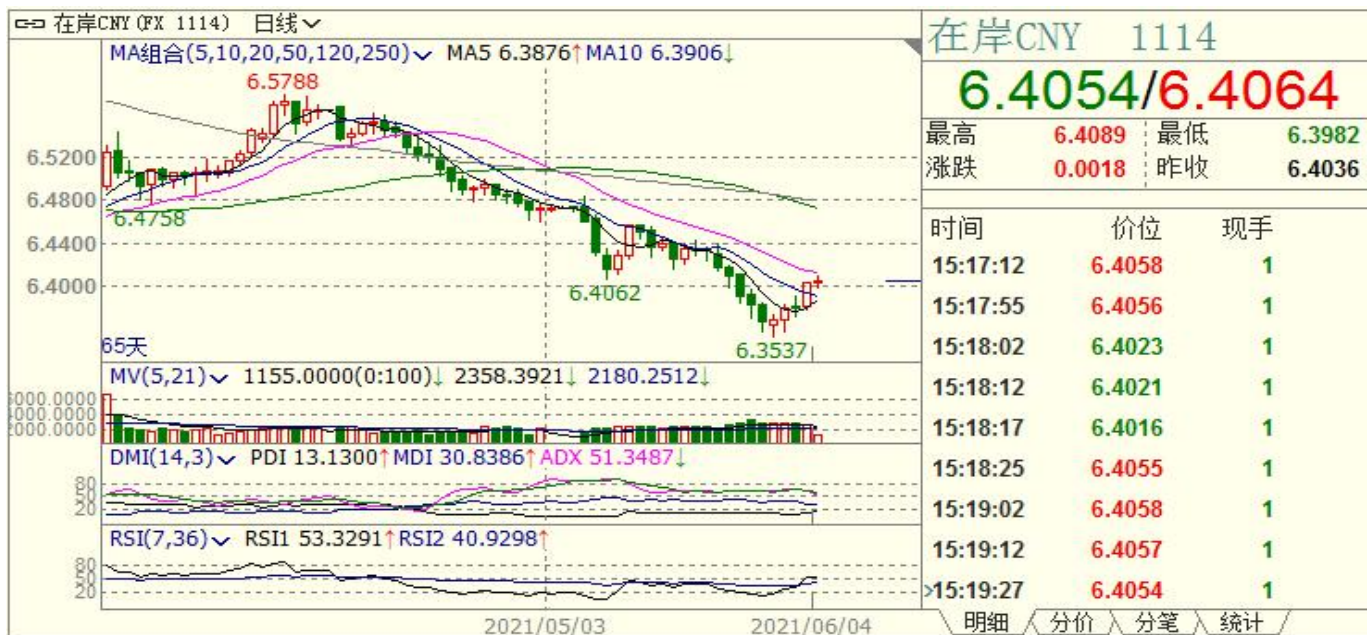 在岸CNY(FX 1114) 日线
MA组合(5,10,20,50,120,250) MA5 6.3876↑MA10 6.3906↓
6.5788
6.5200
6.4800
6.4758
6.4400
6.4000
6.4062
6.3537
65天
MV(5,21) 1155.0000(0:100)↓ 2358.3921↓ 2180.2512↓
2000.0000
DMI(14,3) PDI 13.1300↑MDI 30.8386↑ADX 51.3487↓
80
50
20
RSI(7,36) RSI1 53.3291↑RSI2 40.9298↑
80
50
20
2021/05/03 2021/06/04
在岸CNY 1114
6.4054/6.4064
最高 6.4089 最低 6.3982
涨跌 0.0018 昨收 6.4036
时间 价位 现手
15:17:12 6.4058 1
15:17:55 6.4056 1
15:18:02 6.4023 1
15:18:12 6.4021 1
15:18:17 6.4016 1
15:18:25 6.4055 1
15:19:02 6.4058 1
15:19:12 6.4057 1
>15:19:27 6.4054 1
明细 分价 分笔 统计